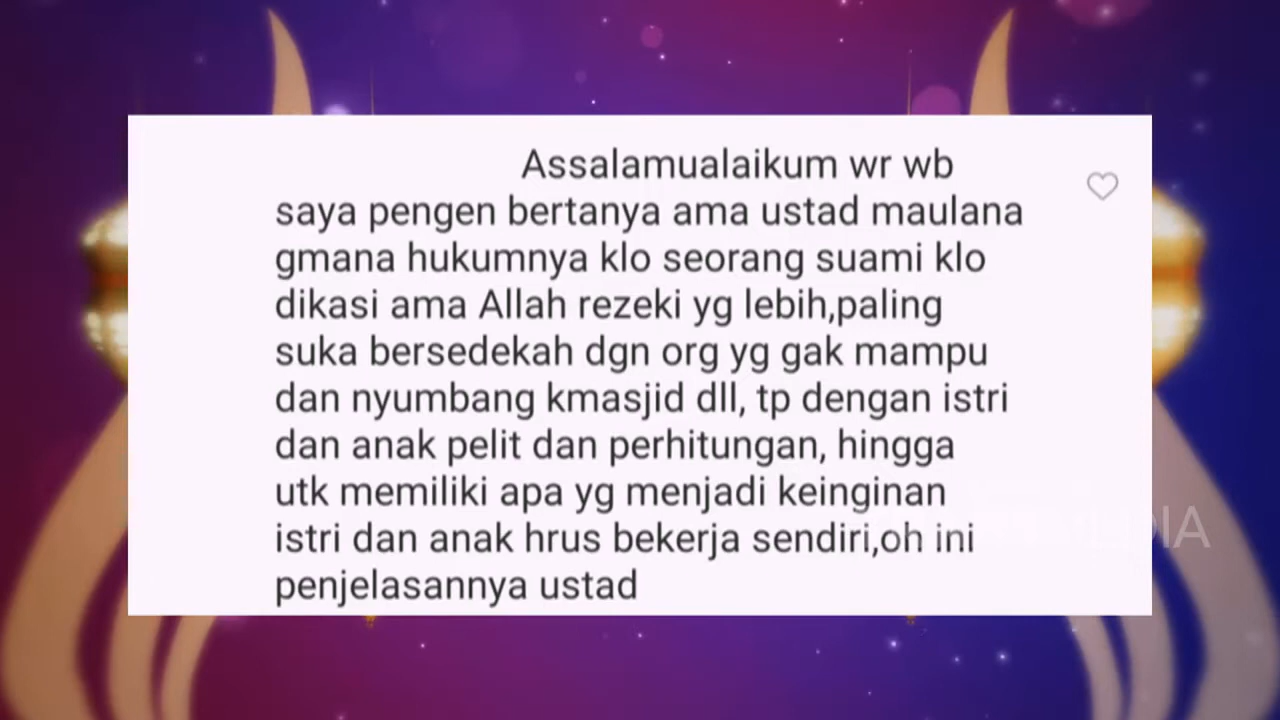 Assalamualaikum wr wb
saya pengen bertanya ama ustad maulana
gmana hukumnya klo seorang suami klo
dikasi ama Allah rezeki yg lebih,paling
suka bersedekah dgn org yg gak mampu
dan nyumbang kmasjid dll, tp dengan istri
dan anak pelit dan perhitungan, hingga
utk memiliki apa yg menjadi keinginan
istri dan anak hrus bekerja sendiri,oh ini
penjelasannya ustad